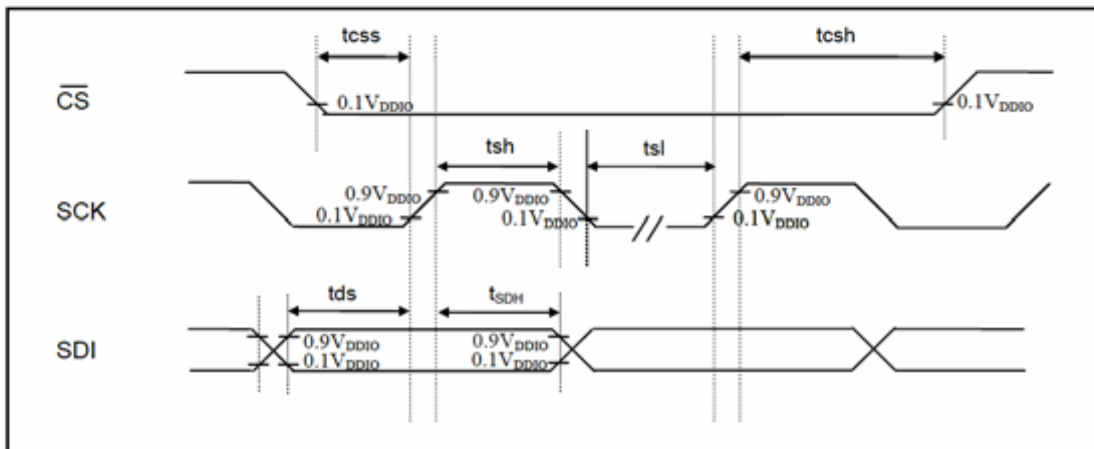 tcss
tcsh
CS
0.1VDDIO
0.1VDDIO
tsh
tsl
SCK
0.9VDDIO
0.9VDDIO
0.9VDDIO
0.1VDDIO
0.1VDDIO
0.1VDDIO
tds
tSDH
SDI
0.9VDDIO
0.9VDDIO
0.1VDDIO
0.1VDDIO